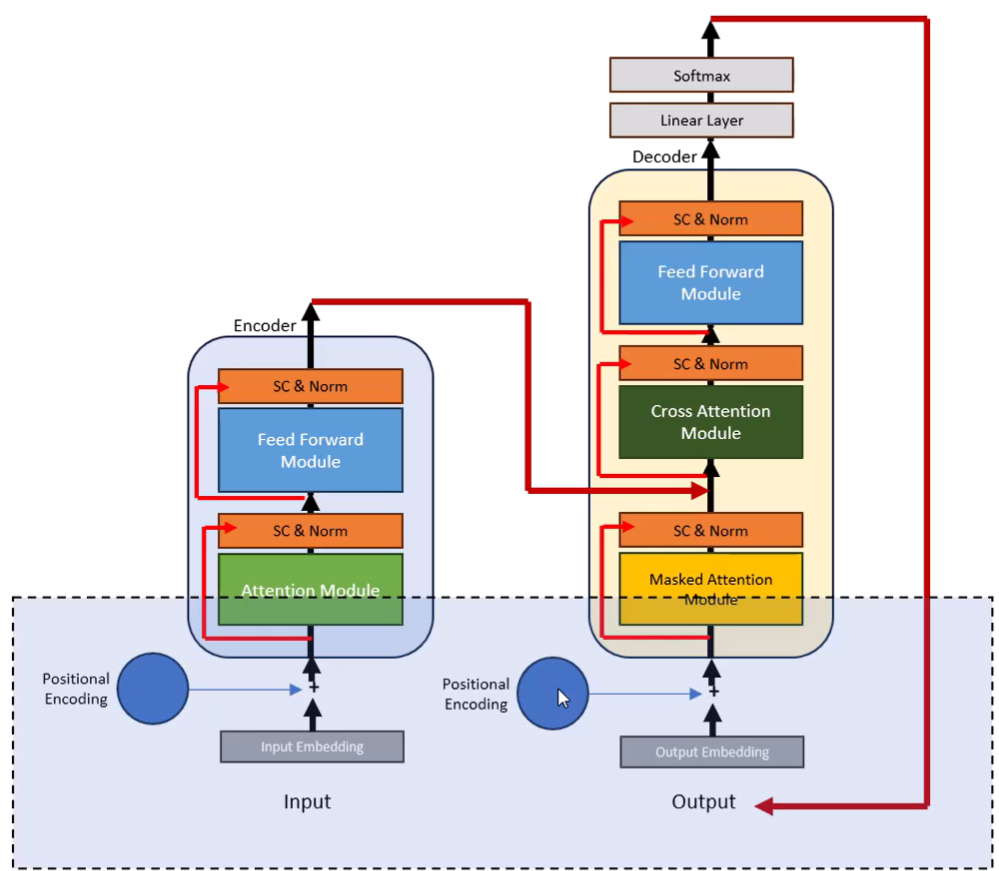 Softmax
Linear Layer
Decoder
SC & Norm
Feed Forward
Module
SC & Norm
Cross Attention
Module
SC & Norm
Masked Attention
Module
Encoder
SC & Norm
Feed Forward
Module
SC & Norm
Attention Module
Positional
Encoding
+
Input Embedding
Input
Positional
Encoding
+
Output Embedding
Output